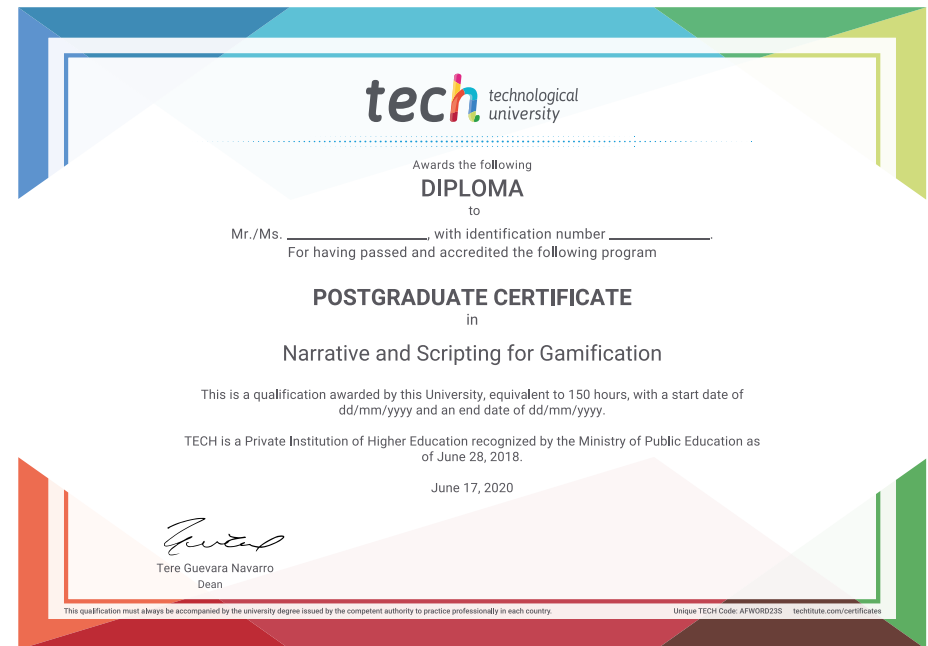 tech technological
university
Awards the following
DIPLOMA
to
Mr./Ms. ____________________, with identification number ______________.
For having passed and accredited the following program
POSTGRADUATE CERTIFICATE
in
Narrative and Scripting for Gamification
This is a qualification awarded by this University, equivalent to 150 hours, with a start date of
dd/mm/yyyy and an end date of dd/mm/yyyy.
TECH is a Private Institution of Higher Education recognized by the Ministry of Public Education as
of June 28, 2018.
June 17, 2020
Tere Guevara Navarro
Dean
This qualification must always be accompanied by the university degree issued by the competent authority to practice professionally in each country. Unique TECH Code: AFWORD23S techtitute.com/certificates